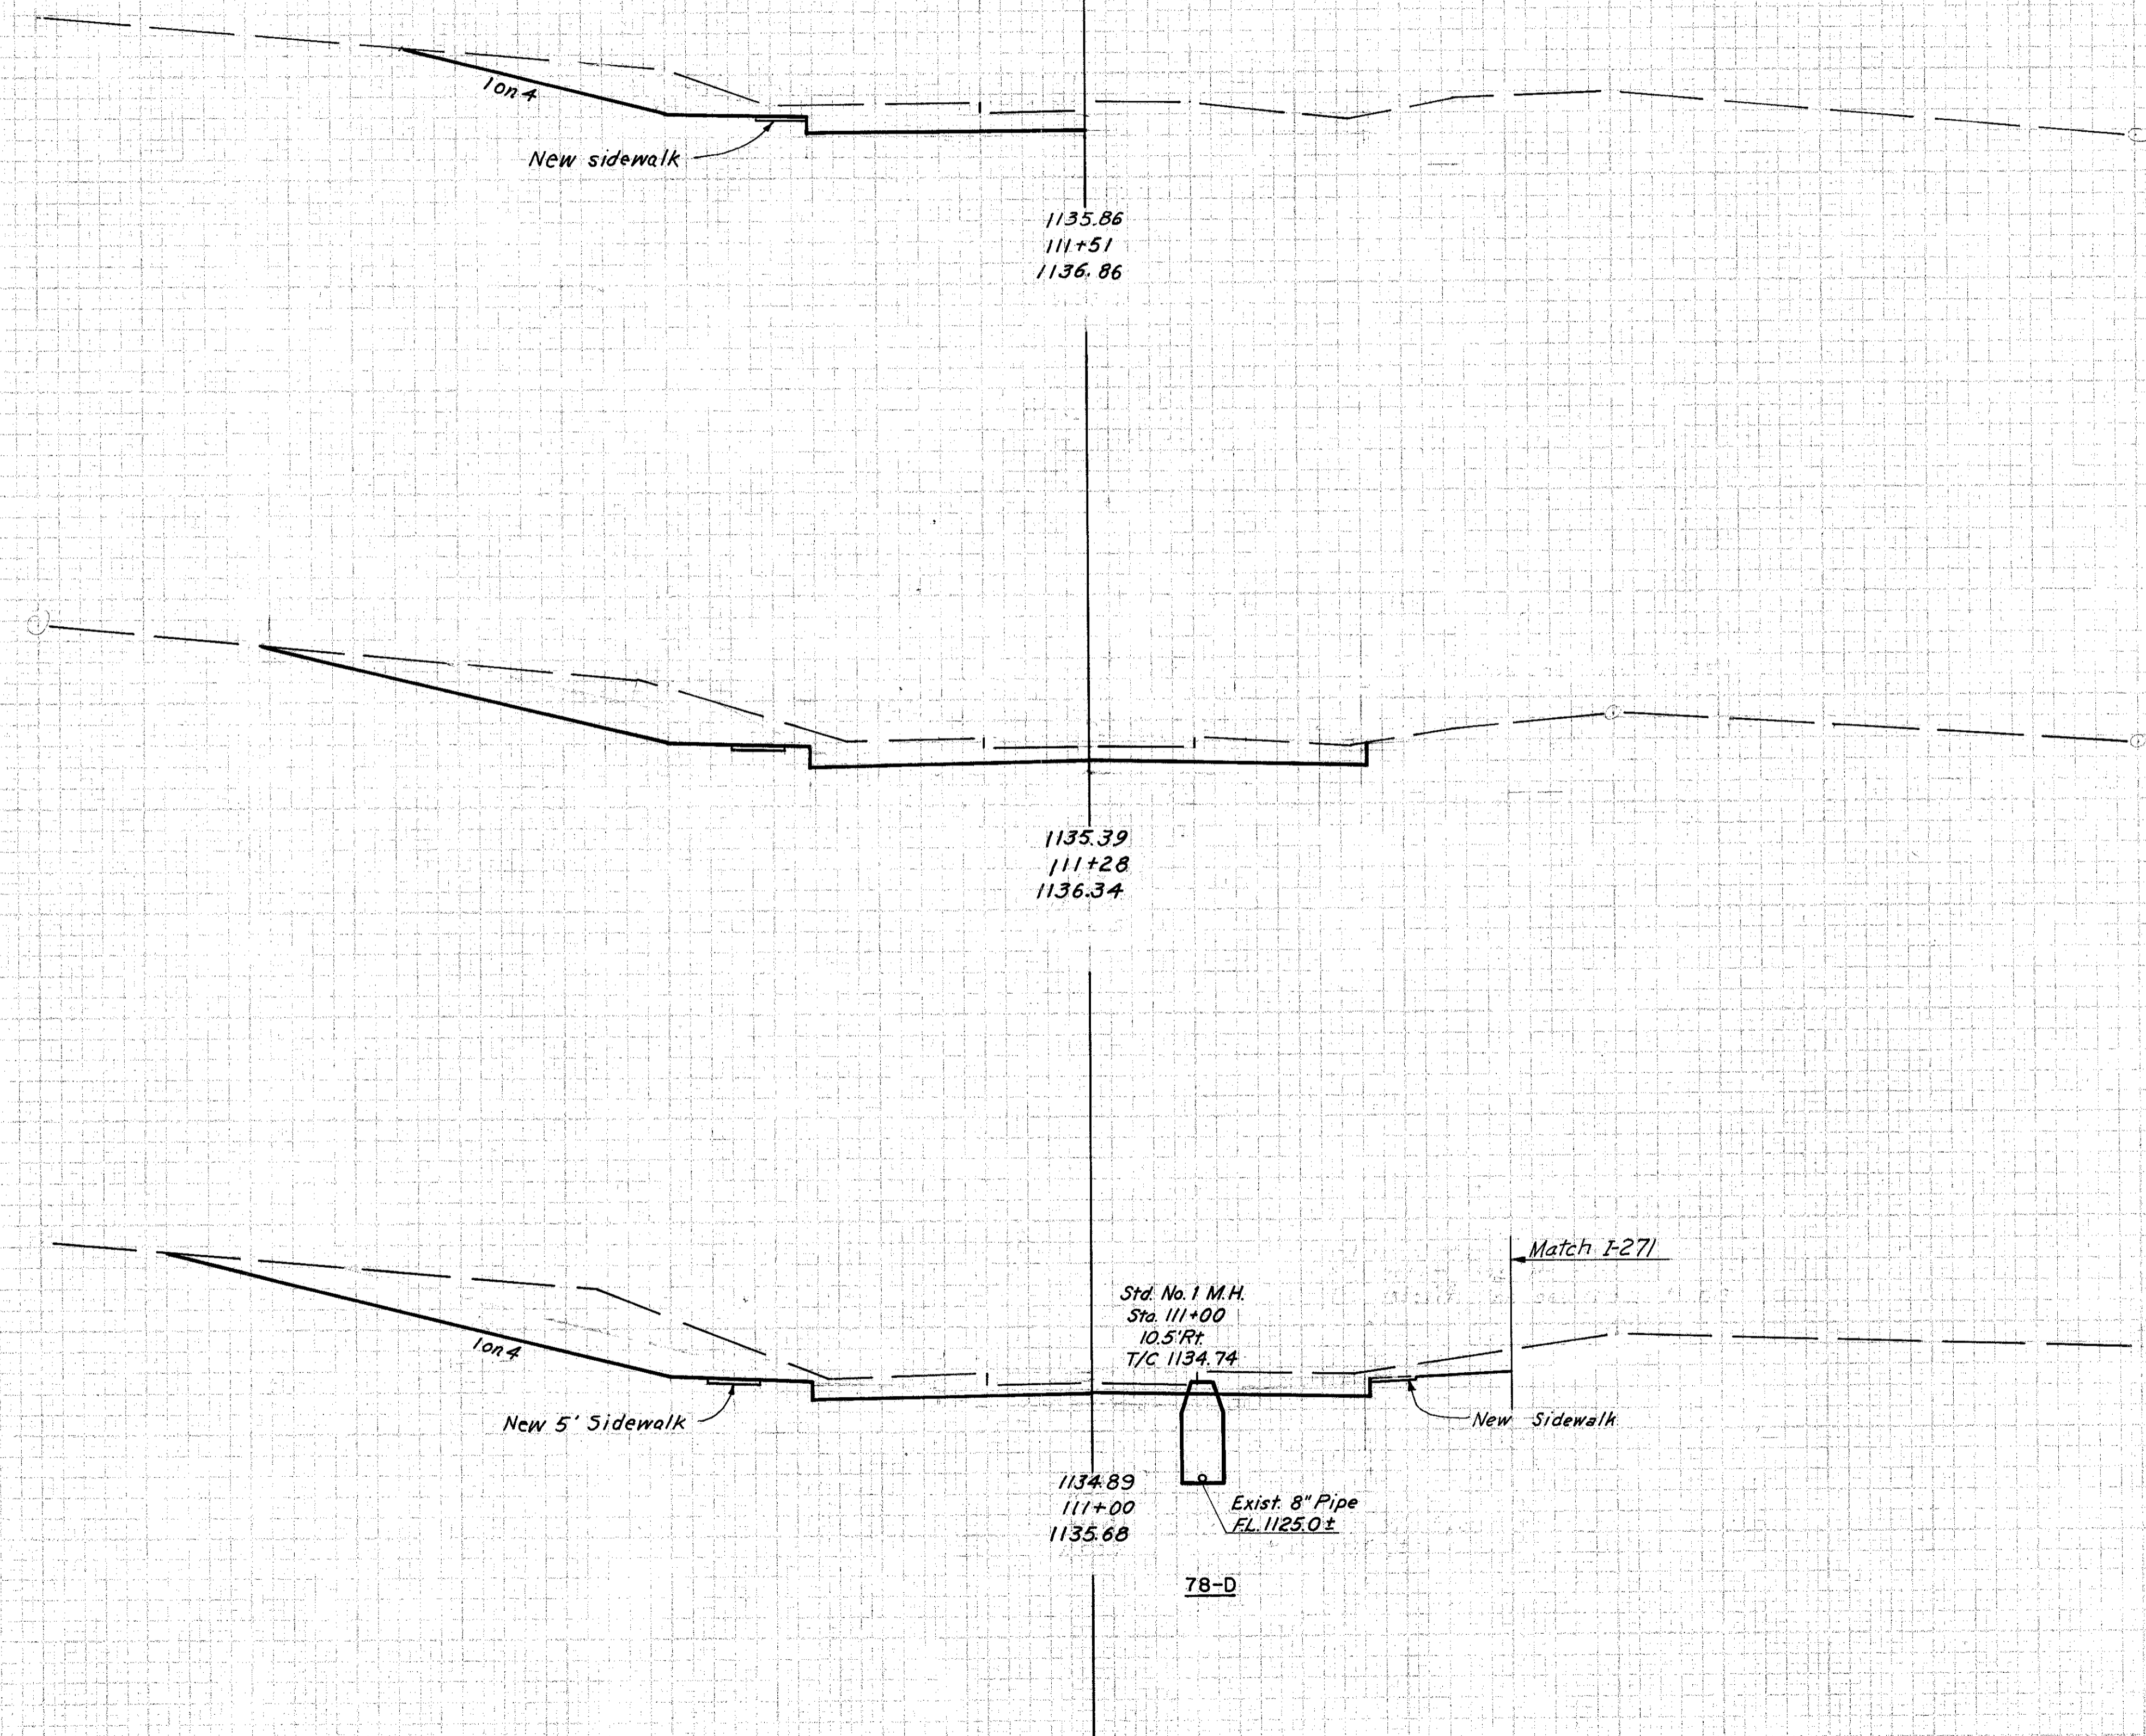 1 on 4
New sidewalk
1135.86
111+51
1136.86
1135.39
111+28
1136.34
Match I-271
Std. No. 1 M.H.
Sta. 111+00
10.5' Rt.
T/C 1134.74
1 on 4
New 5' Sidewalk
New Sidewalk
1134.89
111+00
1135.68
Exist. 8" Pipe
F.L. 1125.0 ±
78-D